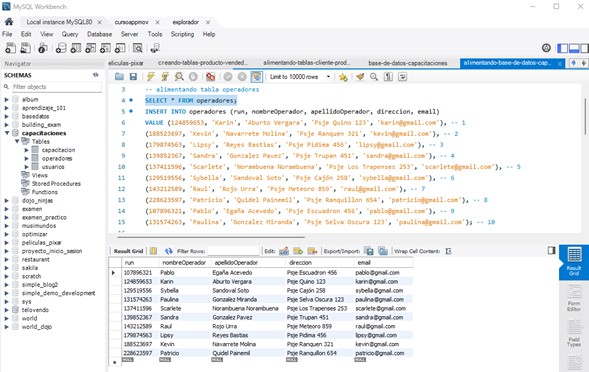 MySQL Workbench
Local instance MySQL80 cursoappmov explorador
File Edit View Query Database Server Tools Scripting Help
Navigator
eliculas-pixar creando-tablas-producto-vended... alimentando-tablas-cliente-prod... base-de-datos-capacitaciones alimentando-base-de-datos-cap...
SCHEMAS
Limit to 10000 rows
Filter objects
album
aprendizaje_101
basedatos
building_exam
capacitaciones
Tables
capacitacion
operadores
usuarios
Views
Stored Procedures
Functions
dojo_ninjas
examen
examen_practico
musimundos
optimizar
peliculas_pixar
proyecto_inicio_sesion
restaurant
sakila
scratch
simple_blog2
simple_demo_development
sys
telovendo
world
world_dojo
3 -- alimentando tabla operadores
4 SELECT * FROM operadores;
5 INSERT INTO operadores (run, nombreOperador, apellidoOperador, direccion, email)
6 VALUE (124859653, 'Karin', 'Aburto Vergara', 'Psje Quino 123', 'karin@gmail.com'), -- 1
7 (188523697, 'Kevin', 'Navarrete Molina', 'Psje Ranquen 321', 'kevin@gmail.com'), -- 2
8 (179874563, 'Lipsy', 'Reyes Bastias', 'Psje Pidima 456', 'lipsy@gmail.com'), -- 3
9 (139852367, 'Sandra', 'Gonzalez Pavez', 'Psje Trupan 451', 'sandra@gmail.com'), -- 4
10 (137411596, 'Scarlete', 'Norambuena Norambuena', 'Psje Los Trapenses 253', 'scarlete@gmail.com'), -- 5
11 (129519556, 'Sybella', 'Sandoval Soto', 'Psje Cajón 258', 'sybella@gmail.com'), -- 6
12 (143212589, 'Raul', 'Rojo Urra', 'Psje Meteoro 859', 'raul@gmail.com'), -- 7
13 (228623597, 'Patricio', 'Quidel Painemil', 'Psje Ranquillon 654', 'patricio@gmail.com'), -- 8
14 (107896321, 'Pablo', 'Egaña Acevedo', 'Psje Escuadron 456', 'pablo@gmail.com'), -- 9
15 (131574263, 'Paulina', 'Gonzalez Miranda', 'Psje Selva Oscura 123', 'paulina@gmail.com'); -- 10
Result Grid Filter Rows: Edit: Export/Import: Wrap Cell Content:
run nombreOperador apellidoOperador direccion email
107896321 Pablo Egaña Acevedo Psje Escuadron 456 pablo@gmail.com
124859653 Karin Aburto Vergara Psje Quino 123 karin@gmail.com
129519556 Sybella Sandoval Soto Psje Cajón 258 sybella@gmail.com
131574263 Paulina Gonzalez Miranda Psje Selva Oscura 123 paulina@gmail.com
137411596 Scarlete Norambuena Norambuena Psje Los Trapenses 253 scarlete@gmail.com
139852367 Sandra Gonzalez Pavez Psje Trupan 451 sandra@gmail.com
143212589 Raul Rojo Urra Psje Meteoro 859 raul@gmail.com
179874563 Lipsy Reyes Bastias Psje Pidima 456 lipsy@gmail.com
188523697 Kevin Navarrete Molina Psje Ranquen 321 kevin@gmail.com
228623597 Patricio Quidel Painemil Psje Ranquillon 654 patricio@gmail.com
NULL NULL NULL NULL NULL
Result
Grid
Form
Editor
Field
Types